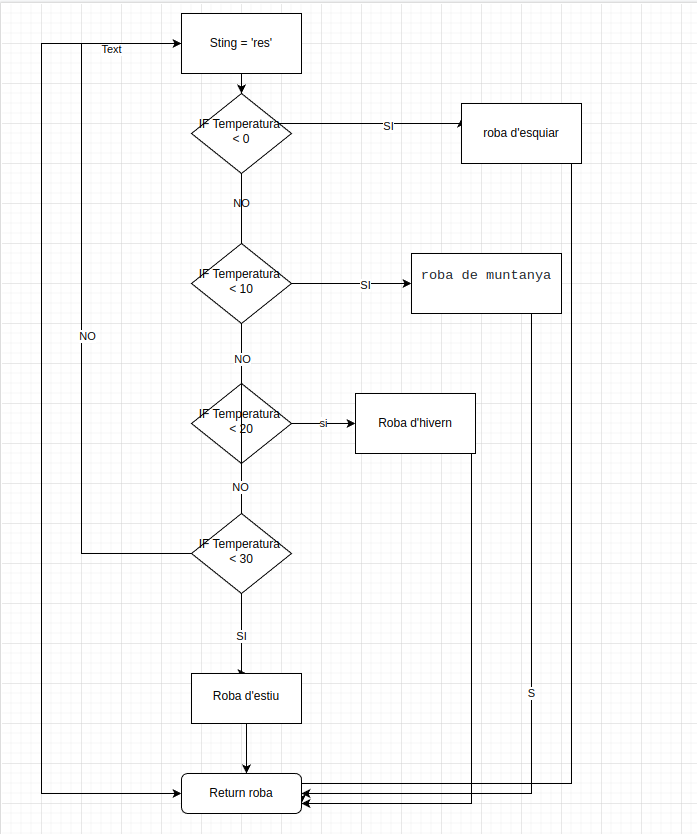 Sting = 'res'
Text
IF Temperatura
< 0
SI
roba d'esquiar
NO
IF Temperatura
< 10
SI
roba de muntanya
NO
NO
IF Temperatura
< 20
si
Roba d'hivern
NO
IF Temperatura
< 30
SI
Roba d'estiu
S
Return roba